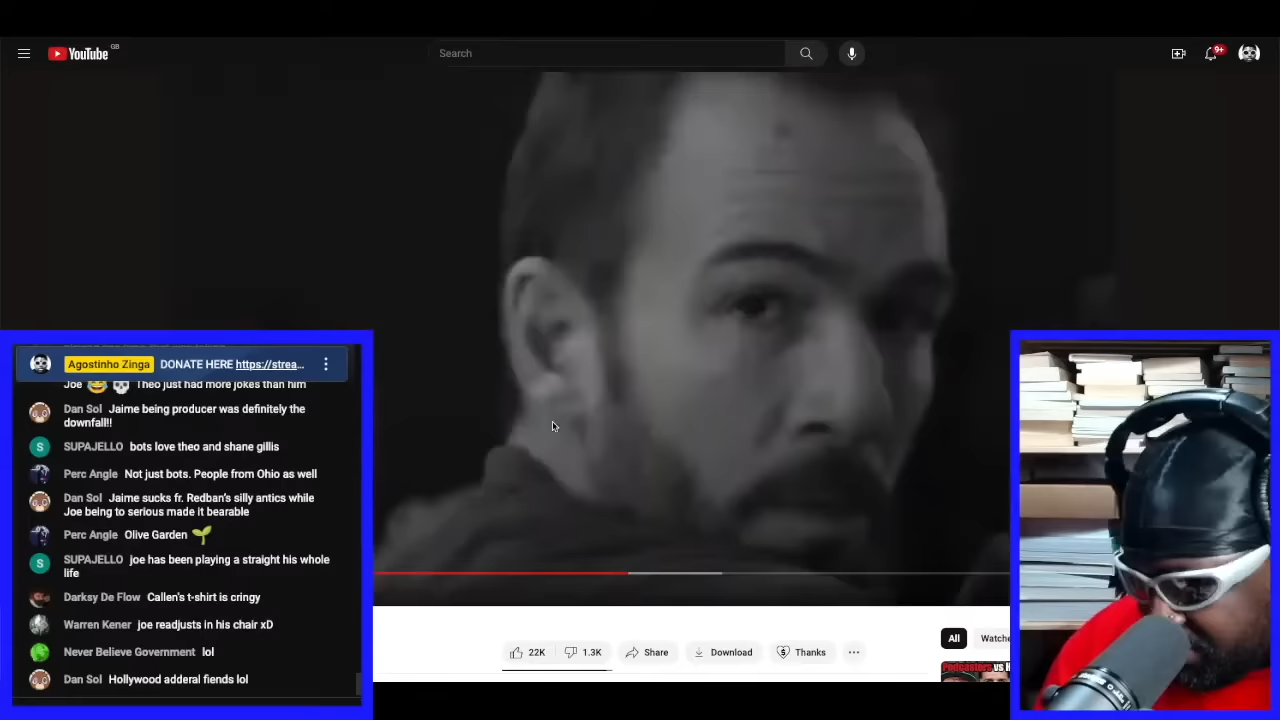 YouTube GB
Search
9+
Agostinho Zinga DONATE HERE https://strea...
Joe 😂 💀 Theo just had more jokes than him
Dan Sol Jaime being producer was definitely the
downfall!!
S SUPAJELLO bots love theo and shane gillis
Perc Angle Not just bots. People from Ohio as well
Dan Sol Jaime sucks fr. Redban's silly antics while
Joe being to serious made it bearable
Perc Angle Olive Garden 🌱
S SUPAJELLO joe has been playing a straight his whole
life
Darksy De Flow Callen's t-shirt is cringy
Warren Kener joe readjusts in his chair xD
Never Believe Government lol
Dan Sol Hollywood adderal fiends lol
22K 1.3K Share Download Thanks
All Watche
Podcasters vs H